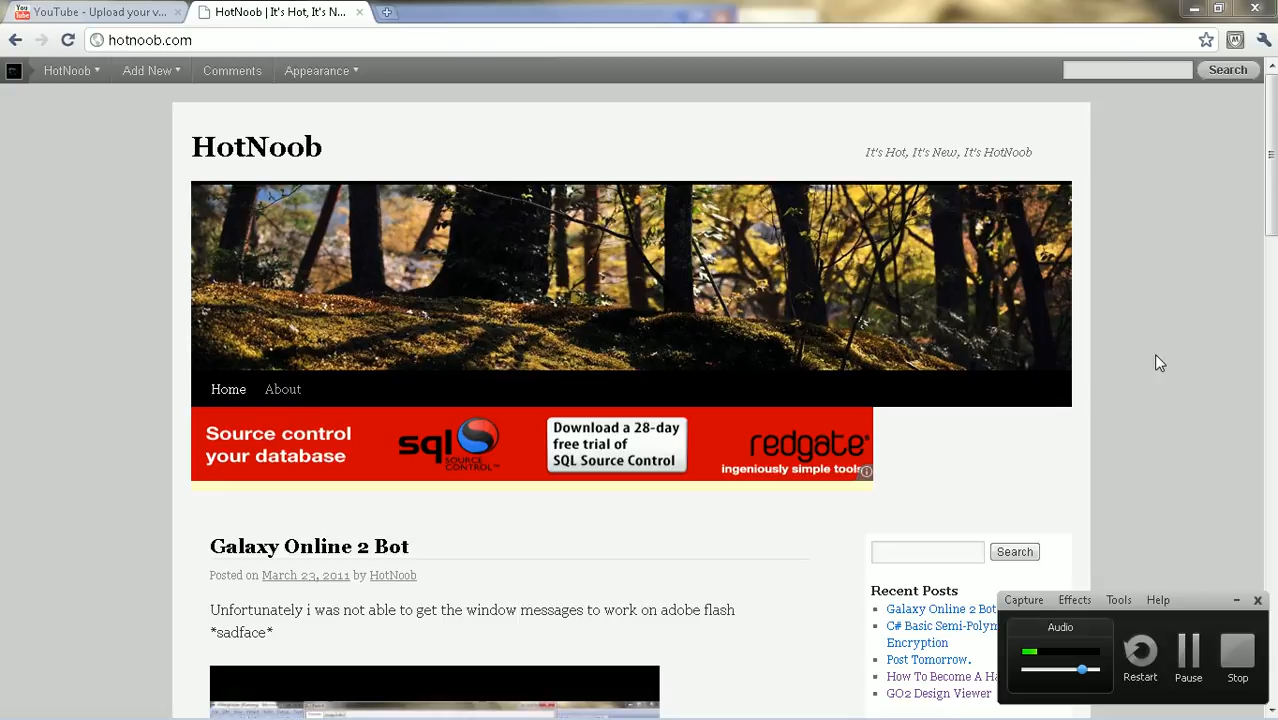 YouTube - Upload your v...
HotNoob | It's Hot, It's N...
hotnoob.com
HotNoob
Add New
Comments
Appearance
Search
HotNoob
It's Hot, It's New, It's HotNoob
Home
About
Source control
your database
sql
SOURCE CONTROL™
Download a 28-day
free trial of
SQL Source Control
redgate®
ingeniously simple tools
Galaxy Online 2 Bot
Posted on March 23, 2011 by HotNoob
Unfortunately i was not able to get the window messages to work on adobe flash
*sadface*
Search
Recent Posts
Galaxy Online 2 Bot
C# Basic Semi-Polym
Encryption
Post Tomorrow.
How To Become A Ha
GO2 Design Viewer
Capture
Effects
Tools
Help
Audio
Restart
Pause
Stop